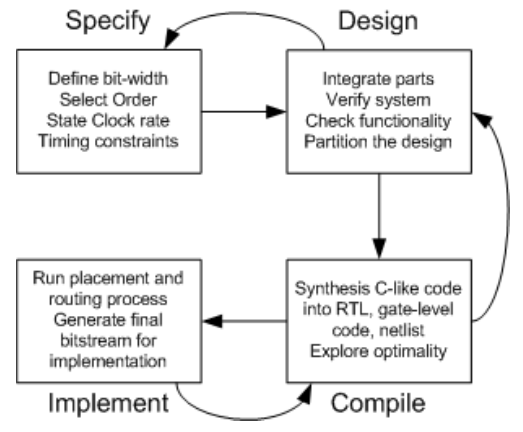 Specify
Define bit-width
Select Order
State Clock rate
Timing constraints
Design
Integrate parts
Verify system
Check functionality
Partition the design
Run placement and
routing process
Generate final
bitstream for
implementation
Implement
Synthesis C-like code
into RTL, gate-level
code, netlist
Explore optimality
Compile